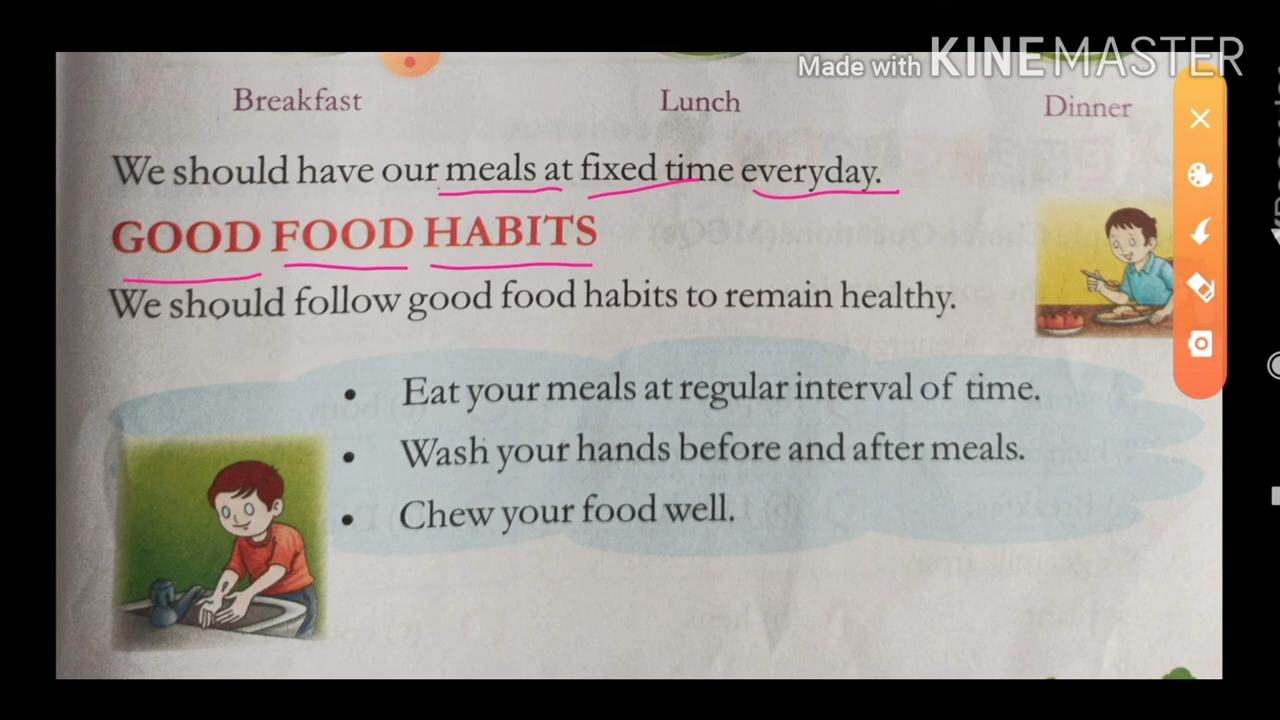 Made with KINEMASTER
Breakfast Lunch Dinner
We should have our meals at fixed time everyday.
GOOD FOOD HABITS
We should follow good food habits to remain healthy.
• Eat your meals at regular interval of time.
• Wash your hands before and after meals.
• Chew your food well.